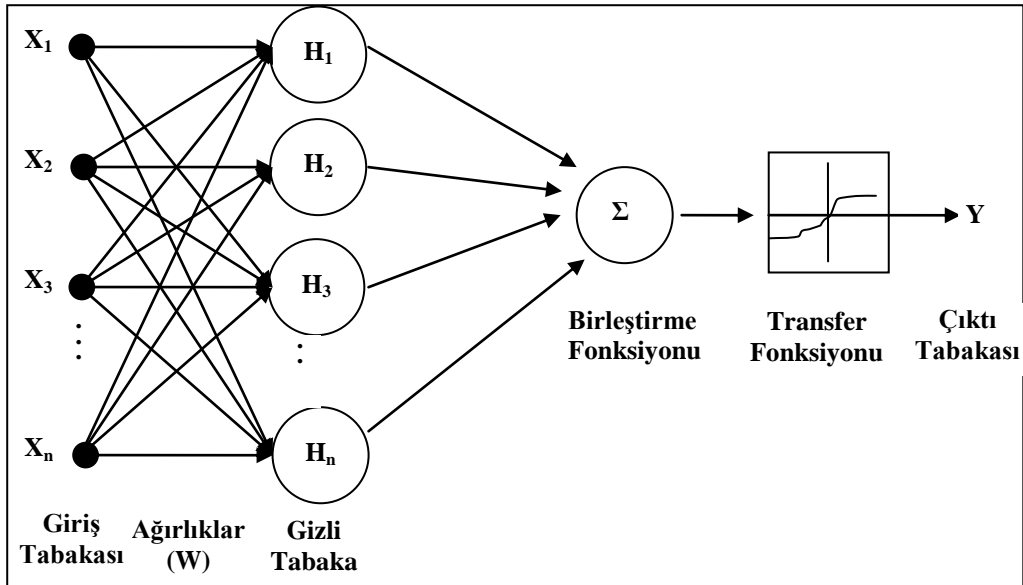 X₁
H₁
X₂
H₂
Σ
Y
X₃
H₃
Birleştirme
Fonksiyonu
Transfer
Fonksiyonu
Çıktı
Tabakası
Xₙ
Hₙ
Giriş
Tabakası
Ağırlıklar
(W)
Gizli
Tabaka